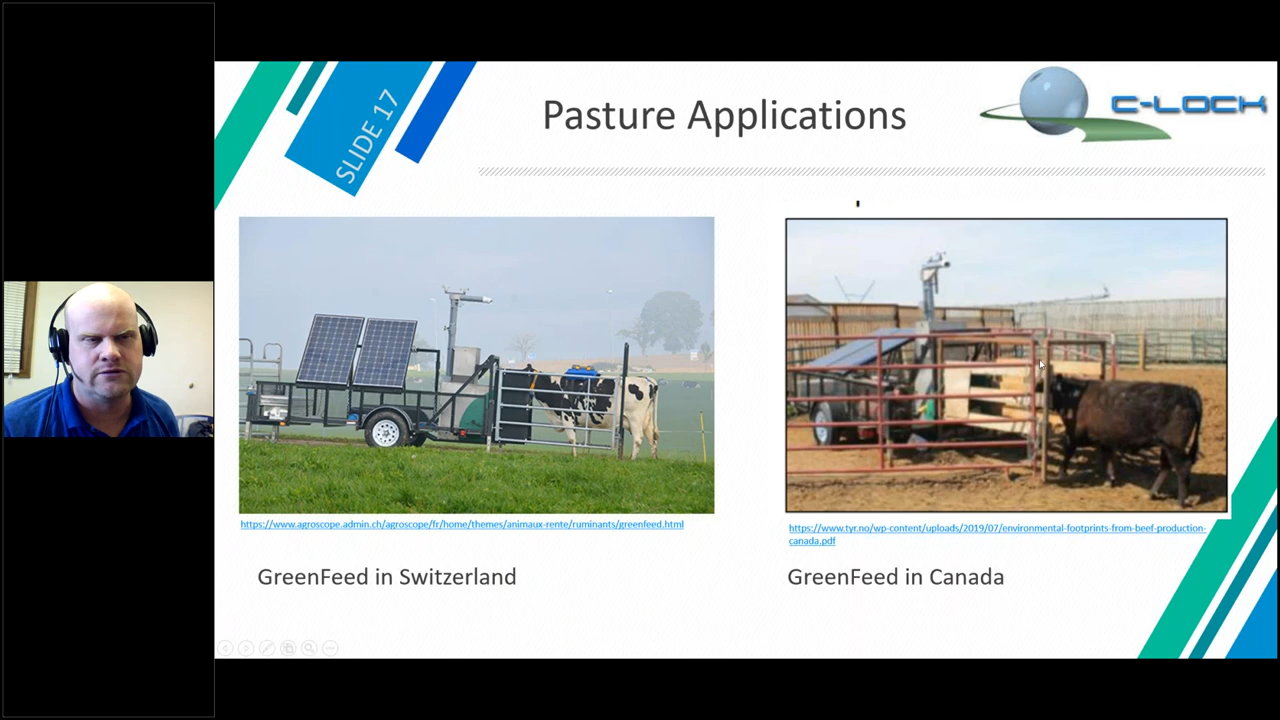 SLIDE 17
Pasture Applications
C-LOCK
https://www.agroscope.admin.ch/agroscope/fr/home/themes/animaux-rente/ruminants/greenfeed.html
https://www.tyr.no/wp-content/uploads/2019/07/environmental-footprints-from-beef-production-
canada.pdf
GreenFeed in Switzerland
GreenFeed in Canada